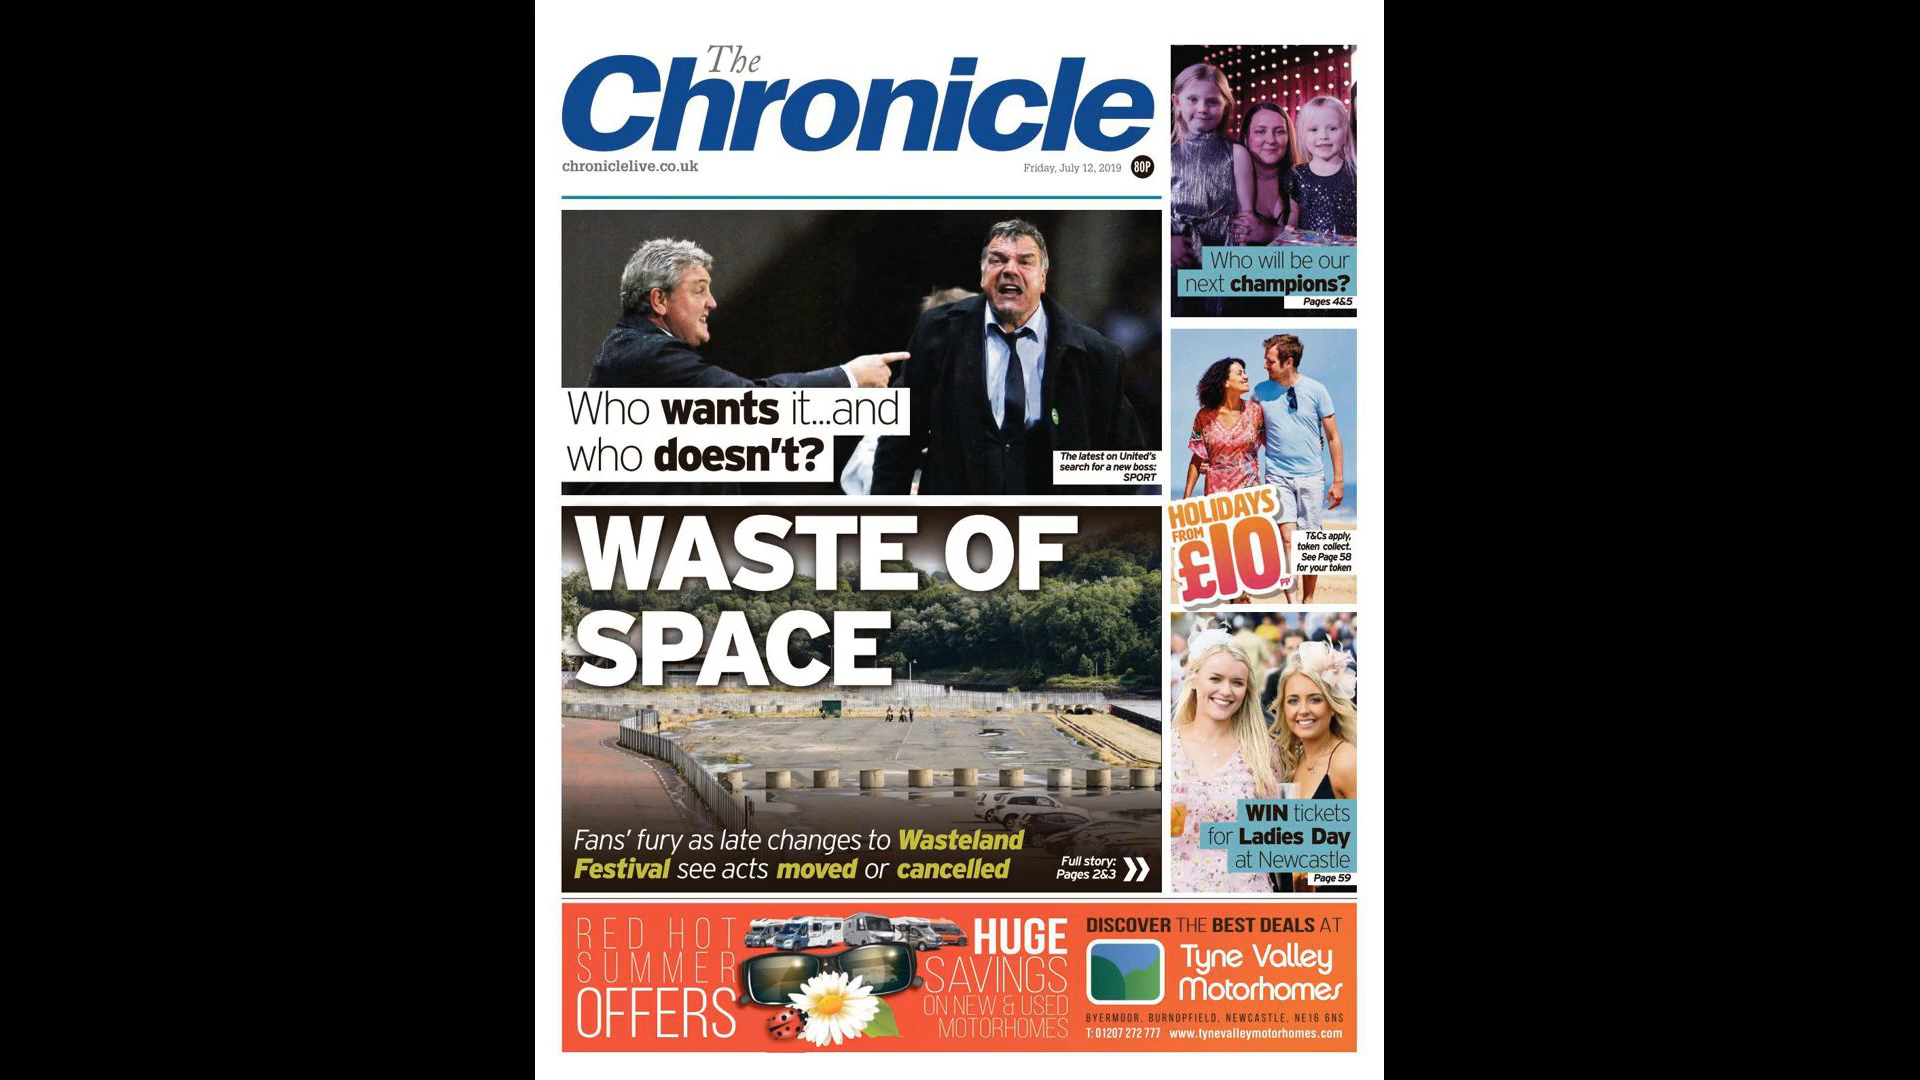 The
Chronicle
chroniclelive.co.uk
Friday, July 12, 2019
80P
Who will be our
next champions?
Pages 4&5
Who wants it...and
who doesn't?
The latest on United's
search for a new boss:
SPORT
HOLIDAYS
FROM
£10
PP
T&Cs apply,
token collect.
See Page 58
for your token
WASTE OF
SPACE
Fans' fury as late changes to Wasteland
Festival see acts moved or cancelled
Full story:
Pages 2&3
WIN tickets
for Ladies Day
at Newcastle
Page 59
RED HOT
SUMMER
OFFERS
HUGE
SAVINGS
ON NEW & USED
MOTORHOMES
DISCOVER THE BEST DEALS AT
Tyne Valley
Motorhomes
BYERMOOR, BURNOPFIELD, NEWCASTLE, NE16 6NS
T: 01207 272 777 www.tynevalleymotorhomes.com